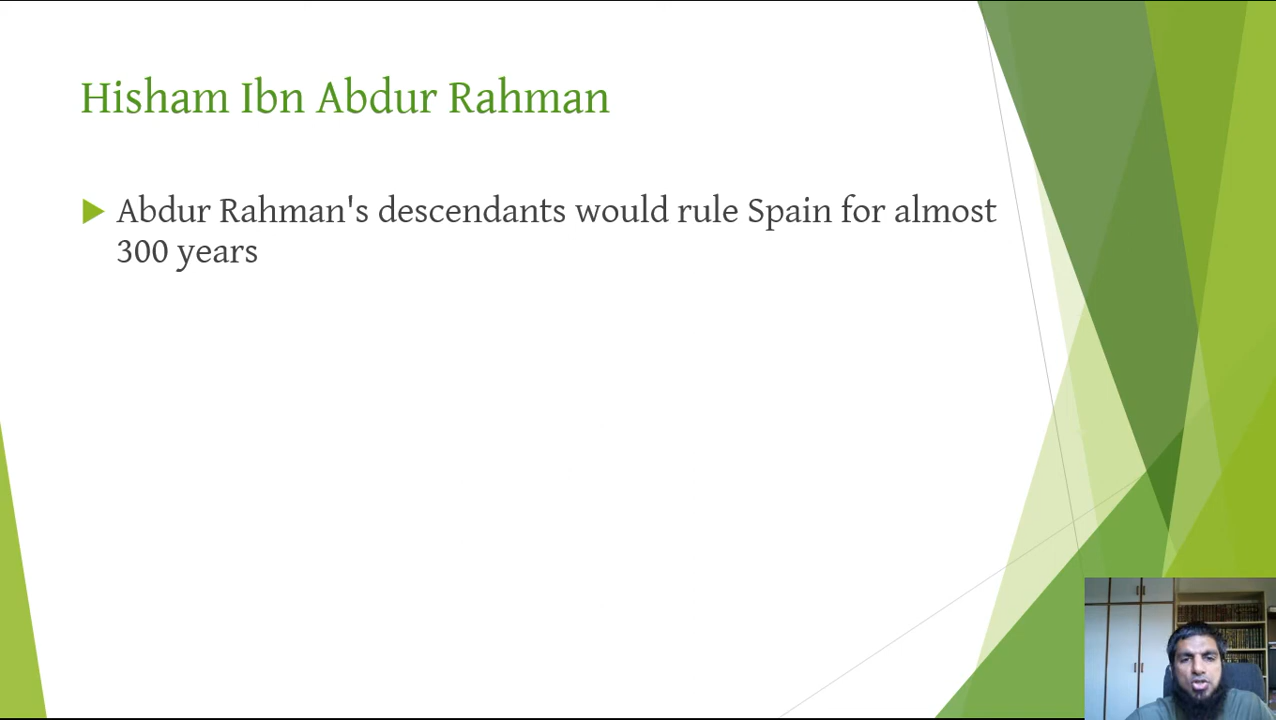 Hisham Ibn Abdur Rahman
Abdur Rahman's descendants would rule Spain for almost
300 years